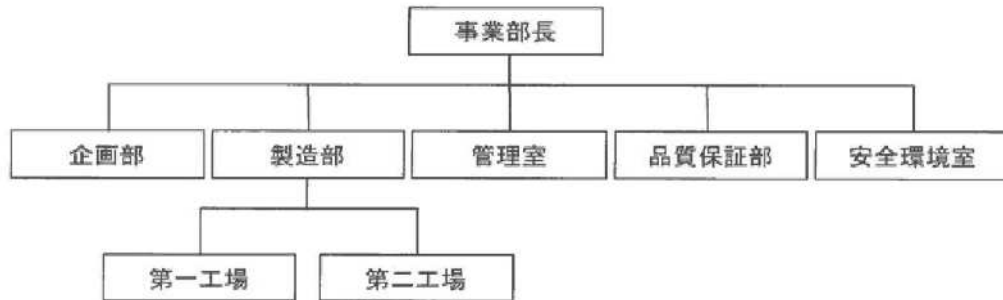 事業部長
企画部
製造部
管理室
品質保証部
安全環境室
第一工場
第二工場